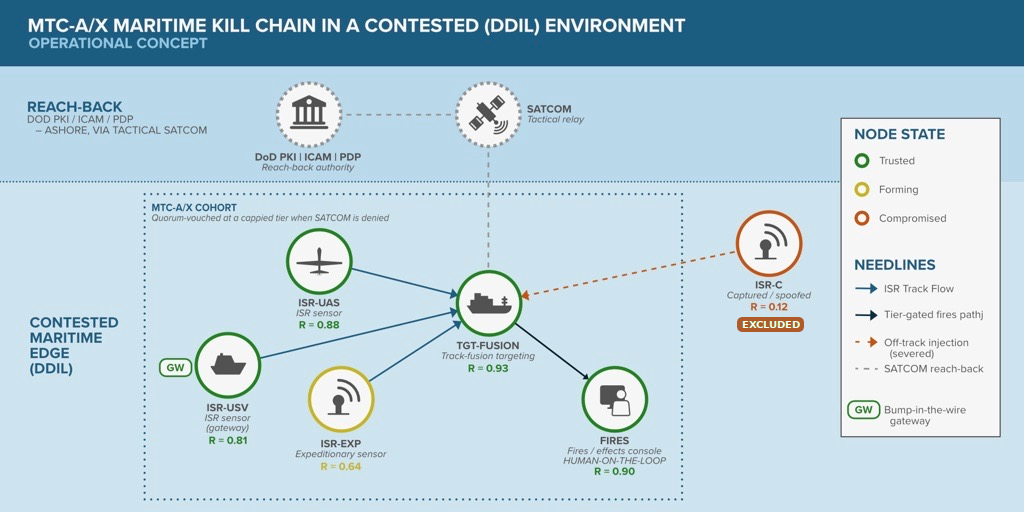 MTC-A/X MARITIME KILL CHAIN IN A CONTESTED (DDIL) ENVIRONMENT
OPERATIONAL CONCEPT
REACH-BACK
DOD PKI / ICAM / PDP
– ASHORE, VIA TACTICAL SATCOM
DoD PKI | ICAM | PDP
Reach-back authority
SATCOM
Tactical relay
MTC-A/X COHORT
Quorum-vouched at a cappied tier when SATCOM is denied
ISR-UAS
ISR sensor
R = 0.88
CONTESTED
MARITIME
EDGE
(DDIL)
GW
ISR-USV
ISR sensor
(gateway)
R = 0.81
ISR-EXP
Expeditionary sensor
R = 0.64
TGT-FUSION
Track-fusion targeting
R = 0.93
FIRES
Fires / effects console
HUMAN-ON-THE-LOOP
R = 0.90
ISR-C
Captured / spoofed
R = 0.12
EXCLUDED
NODE STATE
Trusted
Forming
Compromised
NEEDLINES
ISR Track Flow
Tier-gated fires pathj
Off-track injection
(severed)
SATCOM reach-back
GW Bump-in-the-wire
gateway